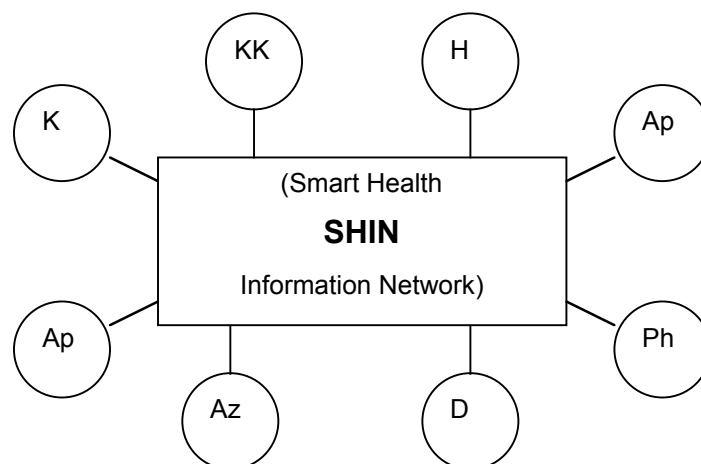 KK
H
K
Ap
(Smart Health
SHIN
Information Network)
Ap
Ph
Az
D